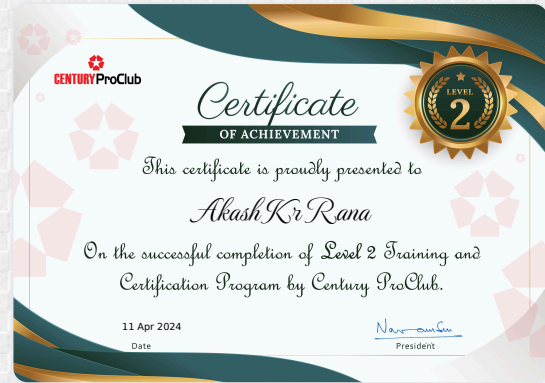 CENTURY ProClub
Certificate
OF ACHIEVEMENT
LEVEL
2
This certificate is proudly presented to
Akash Kr Rana
On the successful completion of Level 2 Training and
Certification Program by Century ProClub.
11 Apr 2024
Date
President